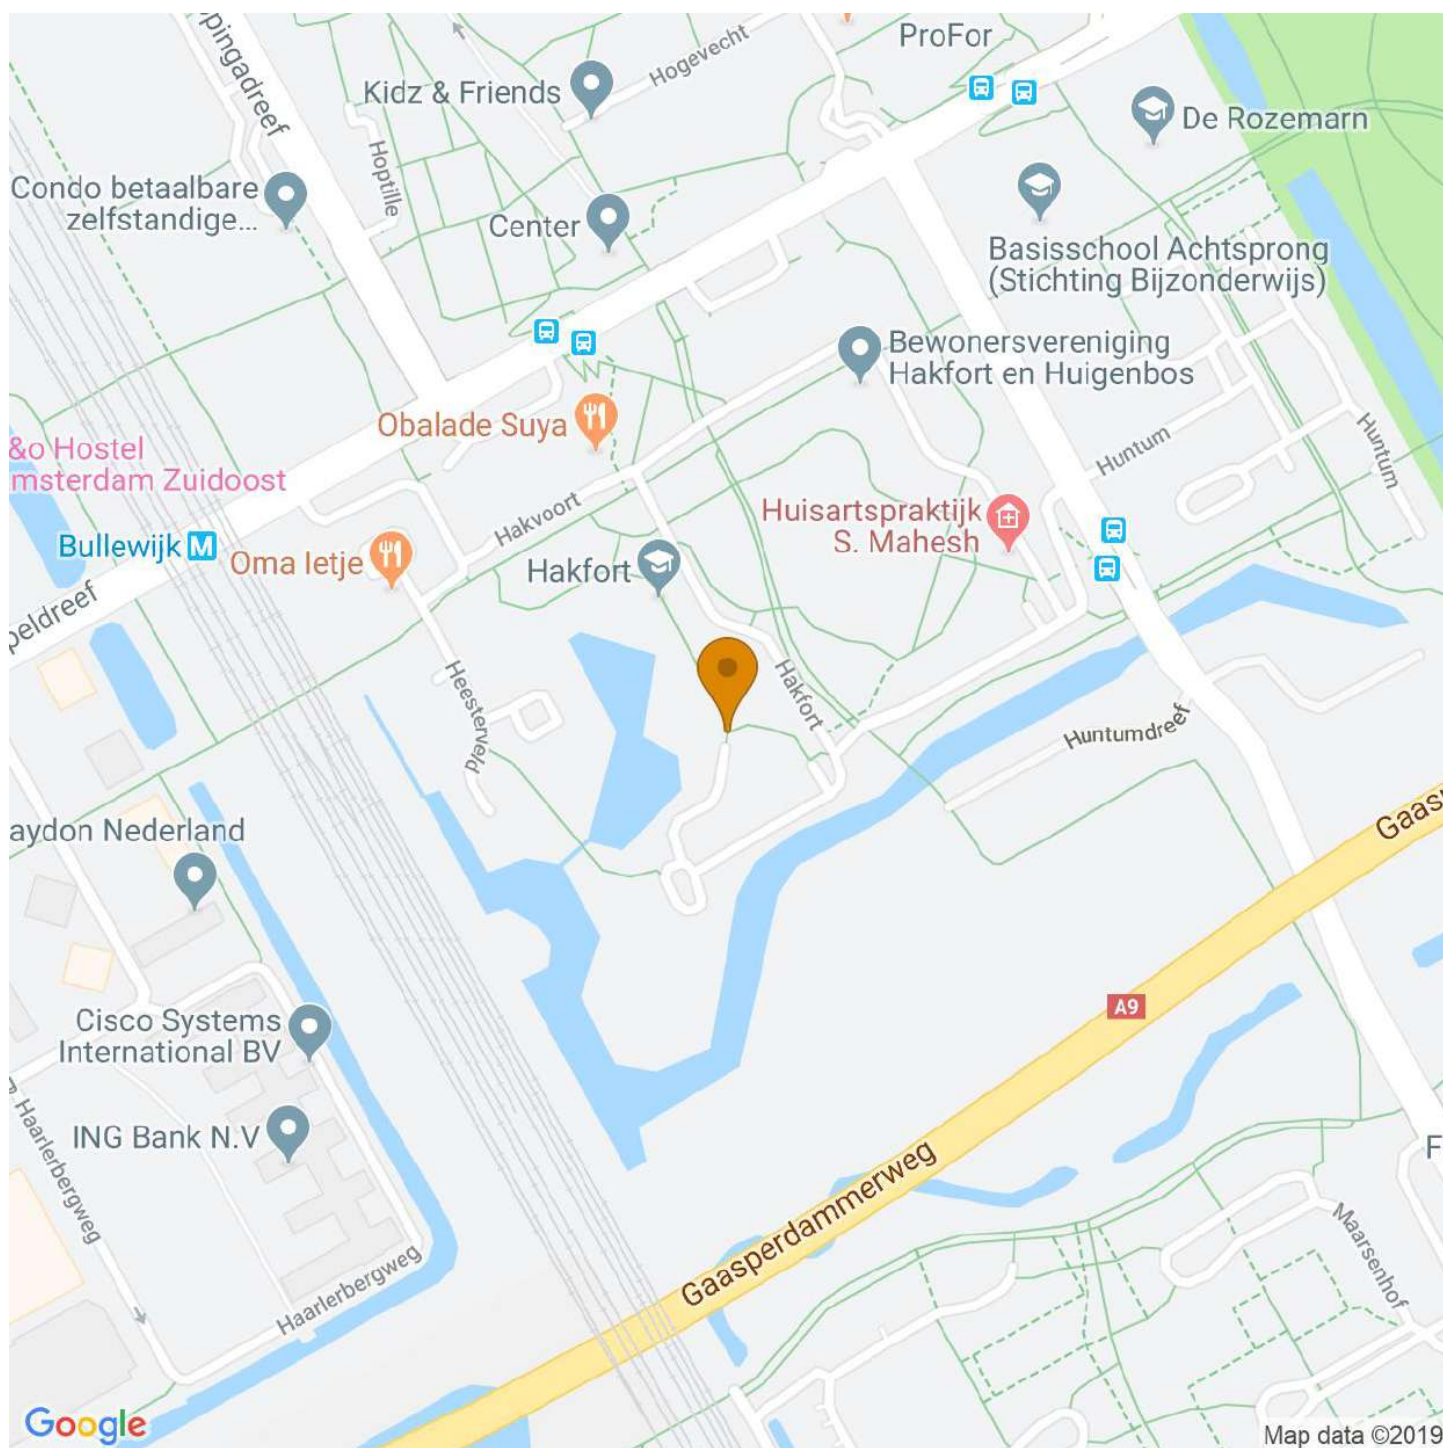 ppingadreef
Hogevecht
ProFor
Kidz & Friends
De Rozemarn
Hoptille
Condo betaalbare
zelfstandige...
Center
Basisschool Achtsprong
(Stichting Bijzonderwijs)
Bewonersvereniging
Hakfort en Huigenbos
Obalade Suya
&o Hostel
msterdam Zuidoost
Huntum
Huntum
Hakvoort
Huisartspraktijk
S. Mahesh
Bullewijk M
Oma Ietje
Hakfort
peldreef
Heesterveld
Hakfort
Huntumdreef
Gaasp
aydon Nederland
A9
Cisco Systems
International BV
ING Bank N.V
Haarlerbergweg
Gaasperdammerweg
F
Maarsenhof
Haarlerbergweg
Google
Map data ©2019